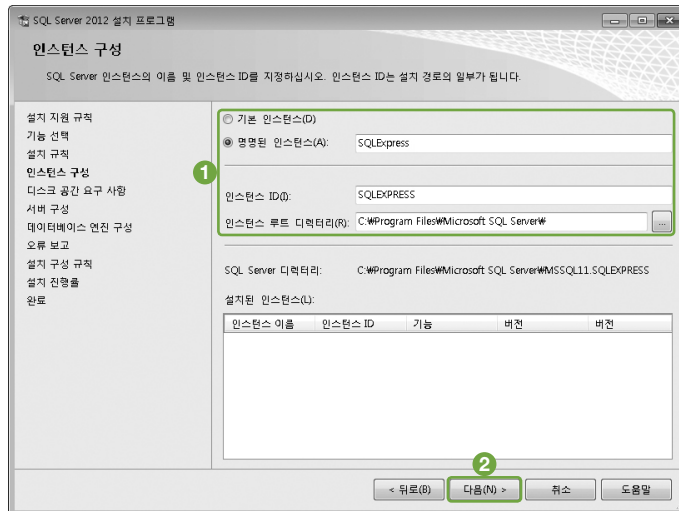 SQL Server 2012 설치 프로그램
인스턴스 구성
SQL Server 인스턴스의 이름 및 인스턴스 ID를 지정하십시오. 인스턴스 ID는 설치 경로의 일부가 됩니다.
설치 지원 규칙
기능 선택
설치 규칙
인스턴스 구성
디스크 공간 요구 사항
서버 구성
데이터베이스 엔진 구성
오류 보고
설치 구성 규칙
설치 진행률
완료
1
기본 인스턴스(D)
명명된 인스턴스(A): SQLExpress
인스턴스 ID(I): SQLEXPRESS
인스턴스 루트 디렉터리(R): C:₩Program Files₩Microsoft SQL Server₩ ...
SQL Server 디렉터리: C:₩Program Files₩Microsoft SQL Server₩MSSQL11.SQLEXPRESS
설치된 인스턴스(L):
인스턴스 이름 인스턴스 ID 기능 버전 버전
2
< 뒤로(B) 다음(N) > 취소 도움말